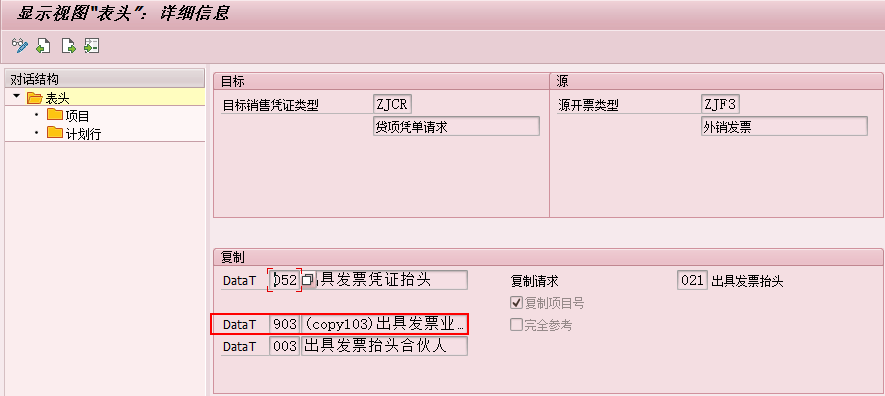 显示视图"表头"：详细信息
对话结构
表头
项目
计划行
目标
源
目标销售凭证类型 ZJCR
贷项凭单请求
源开票类型 ZJF3
外销发票
复制
DataT 052 出具发票凭证抬头
复制请求 021 出具发票抬头
复制项目号
DataT 903 (copy103)出具发票业…
完全参考
DataT 003 出具发票抬头合伙人